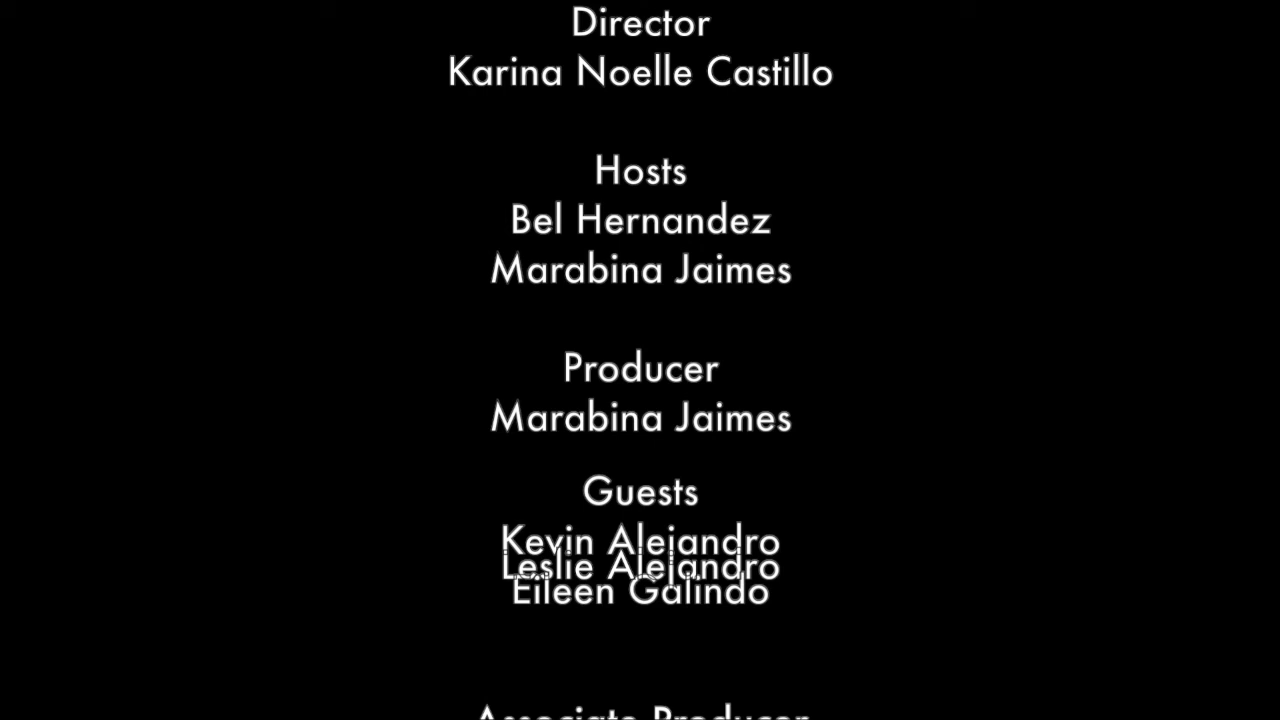 Director
Karina Noelle Castillo
Hosts
Bel Hernandez
Marabina Jaimes
Producer
Marabina Jaimes
Guests
Kevin Alejandro
Leslie Alejandro
Eileen Galindo
Associate Producer